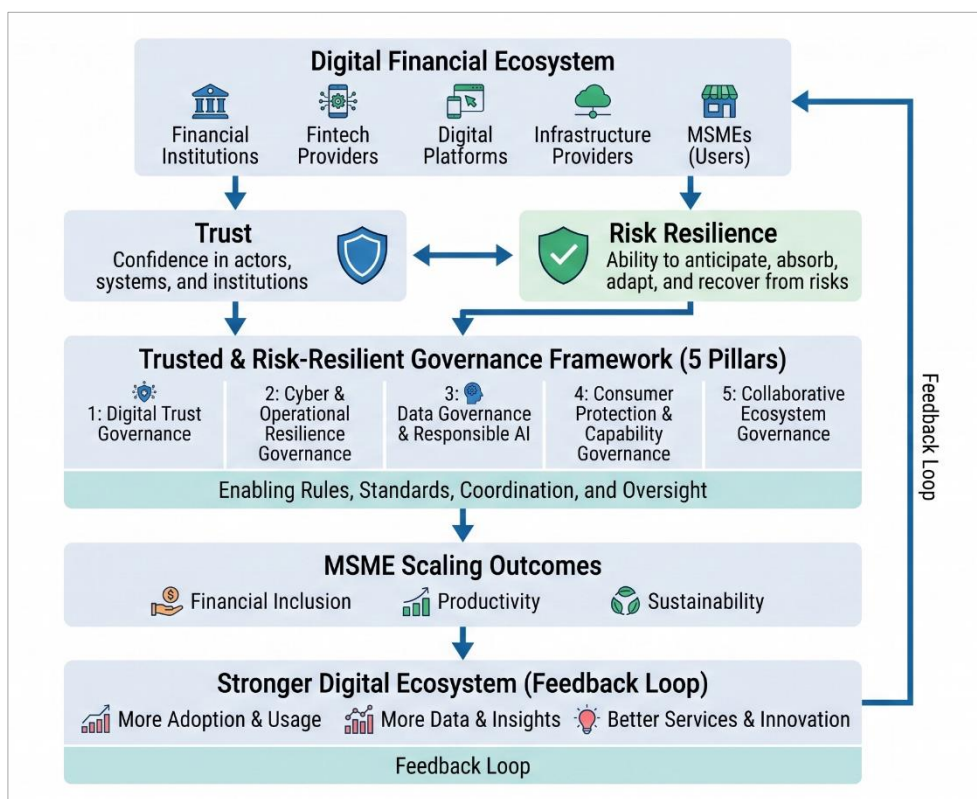 Digital Financial Ecosystem
Financial
Institutions
Fintech
Providers
Digital
Platforms
Infrastructure
Providers
MSMEs
(Users)
Trust
Confidence in actors,
systems, and institutions
Risk Resilience
Ability to anticipate, absorb,
adapt, and recover from risks
Trusted & Risk-Resilient Governance Framework (5 Pillars)
1: Digital Trust
Governance
2: Cyber &
Operational
Resilience
Governance
3:
Data Governance
& Responsible AI
4: Consumer
Protection &
Capability
Governance
5: Collaborative
Ecosystem
Governance
Enabling Rules, Standards, Coordination, and Oversight
MSME Scaling Outcomes
Financial Inclusion
Productivity
Sustainability
Stronger Digital Ecosystem (Feedback Loop)
More Adoption & Usage
More Data & Insights
Better Services & Innovation
Feedback Loop
Feedback Loop